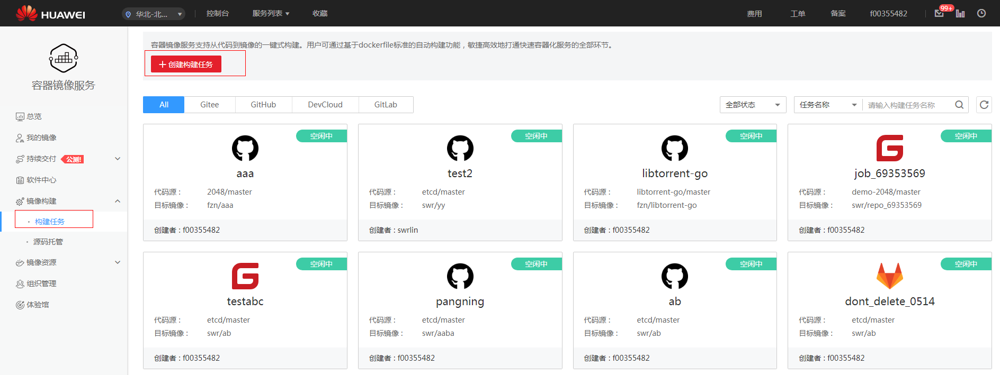 HUAWEI
华北-北...
控制台
服务列表
收藏
费用
工单
备案
f00355482
99+
容器镜像服务
总览
我的镜像
持续交付 公测!
软件中心
镜像构建
· 构建任务
· 源码托管
镜像资源
组织管理
体验馆
容器镜像服务支持从代码到镜像的一键式构建。用户可通过基于dockerfile标准的自动构建功能，敏捷高效地打通快速容器化服务的全部环节。
+ 创建构建任务
All
Gitee
GitHub
DevCloud
GitLab
全部状态
任务名称
请输入构建任务名称
空闲中
aaa
代码源： 2048/master
目标镜像： fzn/aaa
创建者：f00355482
空闲中
test2
代码源： etcd/master
目标镜像： swr/yy
创建者：swrlin
空闲中
libtorrent-go
代码源： libtorrent-go/master
目标镜像： fzn/libtorrent-go
创建者：f00355482
空闲中
job_69353569
代码源： demo-2048/master
目标镜像： swr/repo_69353569
创建者：f00355482
空闲中
testabc
代码源： etcd/master
目标镜像： swr/ab
创建者：f00355482
空闲中
pangning
代码源： etcd/master
目标镜像： swr/aaba
创建者：f00355482
空闲中
ab
代码源： etcd/master
目标镜像： swr/ab
创建者：f00355482
空闲中
dont_delete_0514
代码源： etcd/master
目标镜像： swr/ab
创建者：f00355482